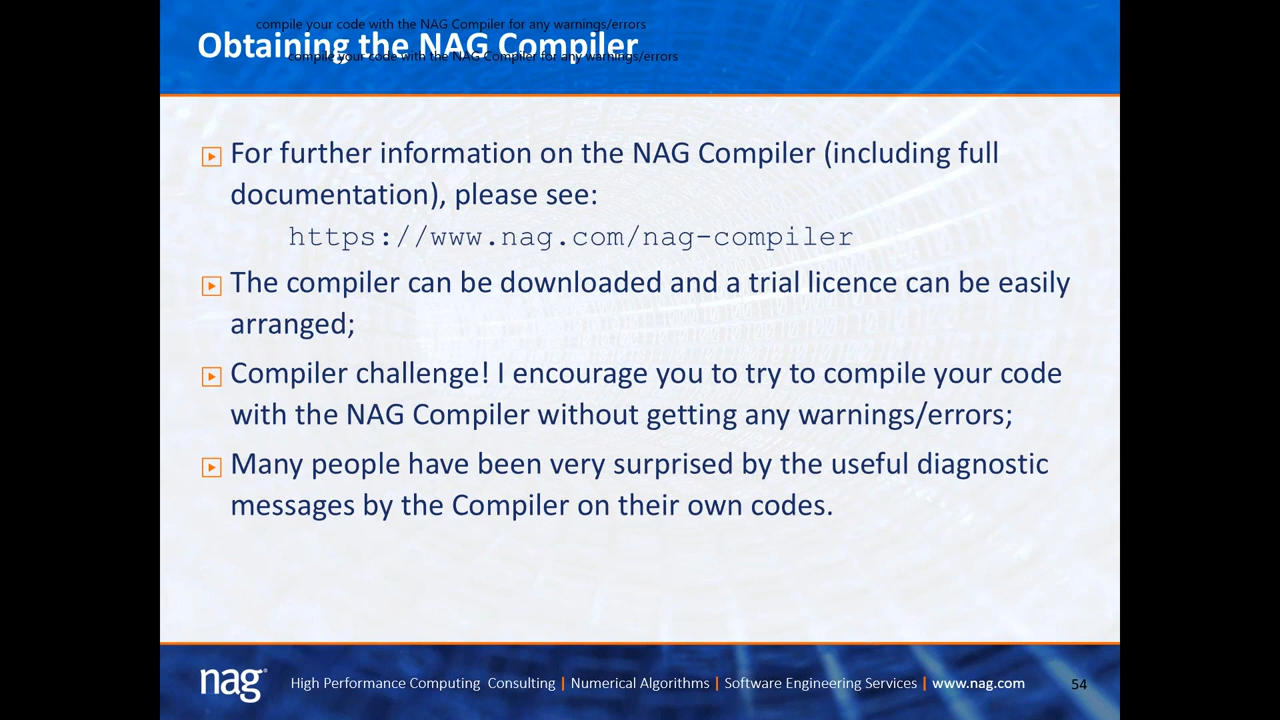 compile your code with the NAG Compiler for any warnings/errors
Obtaining the NAG Compiler
compile your code with the NAG Compiler for any warnings/errors
For further information on the NAG Compiler (including full
documentation), please see:
https://www.nag.com/nag-compiler
The compiler can be downloaded and a trial licence can be easily
arranged;
Compiler challenge! I encourage you to try to compile your code
with the NAG Compiler without getting any warnings/errors;
Many people have been very surprised by the useful diagnostic
messages by the Compiler on their own codes.
nag®
High Performance Computing Consulting | Numerical Algorithms | Software Engineering Services | www.nag.com
54